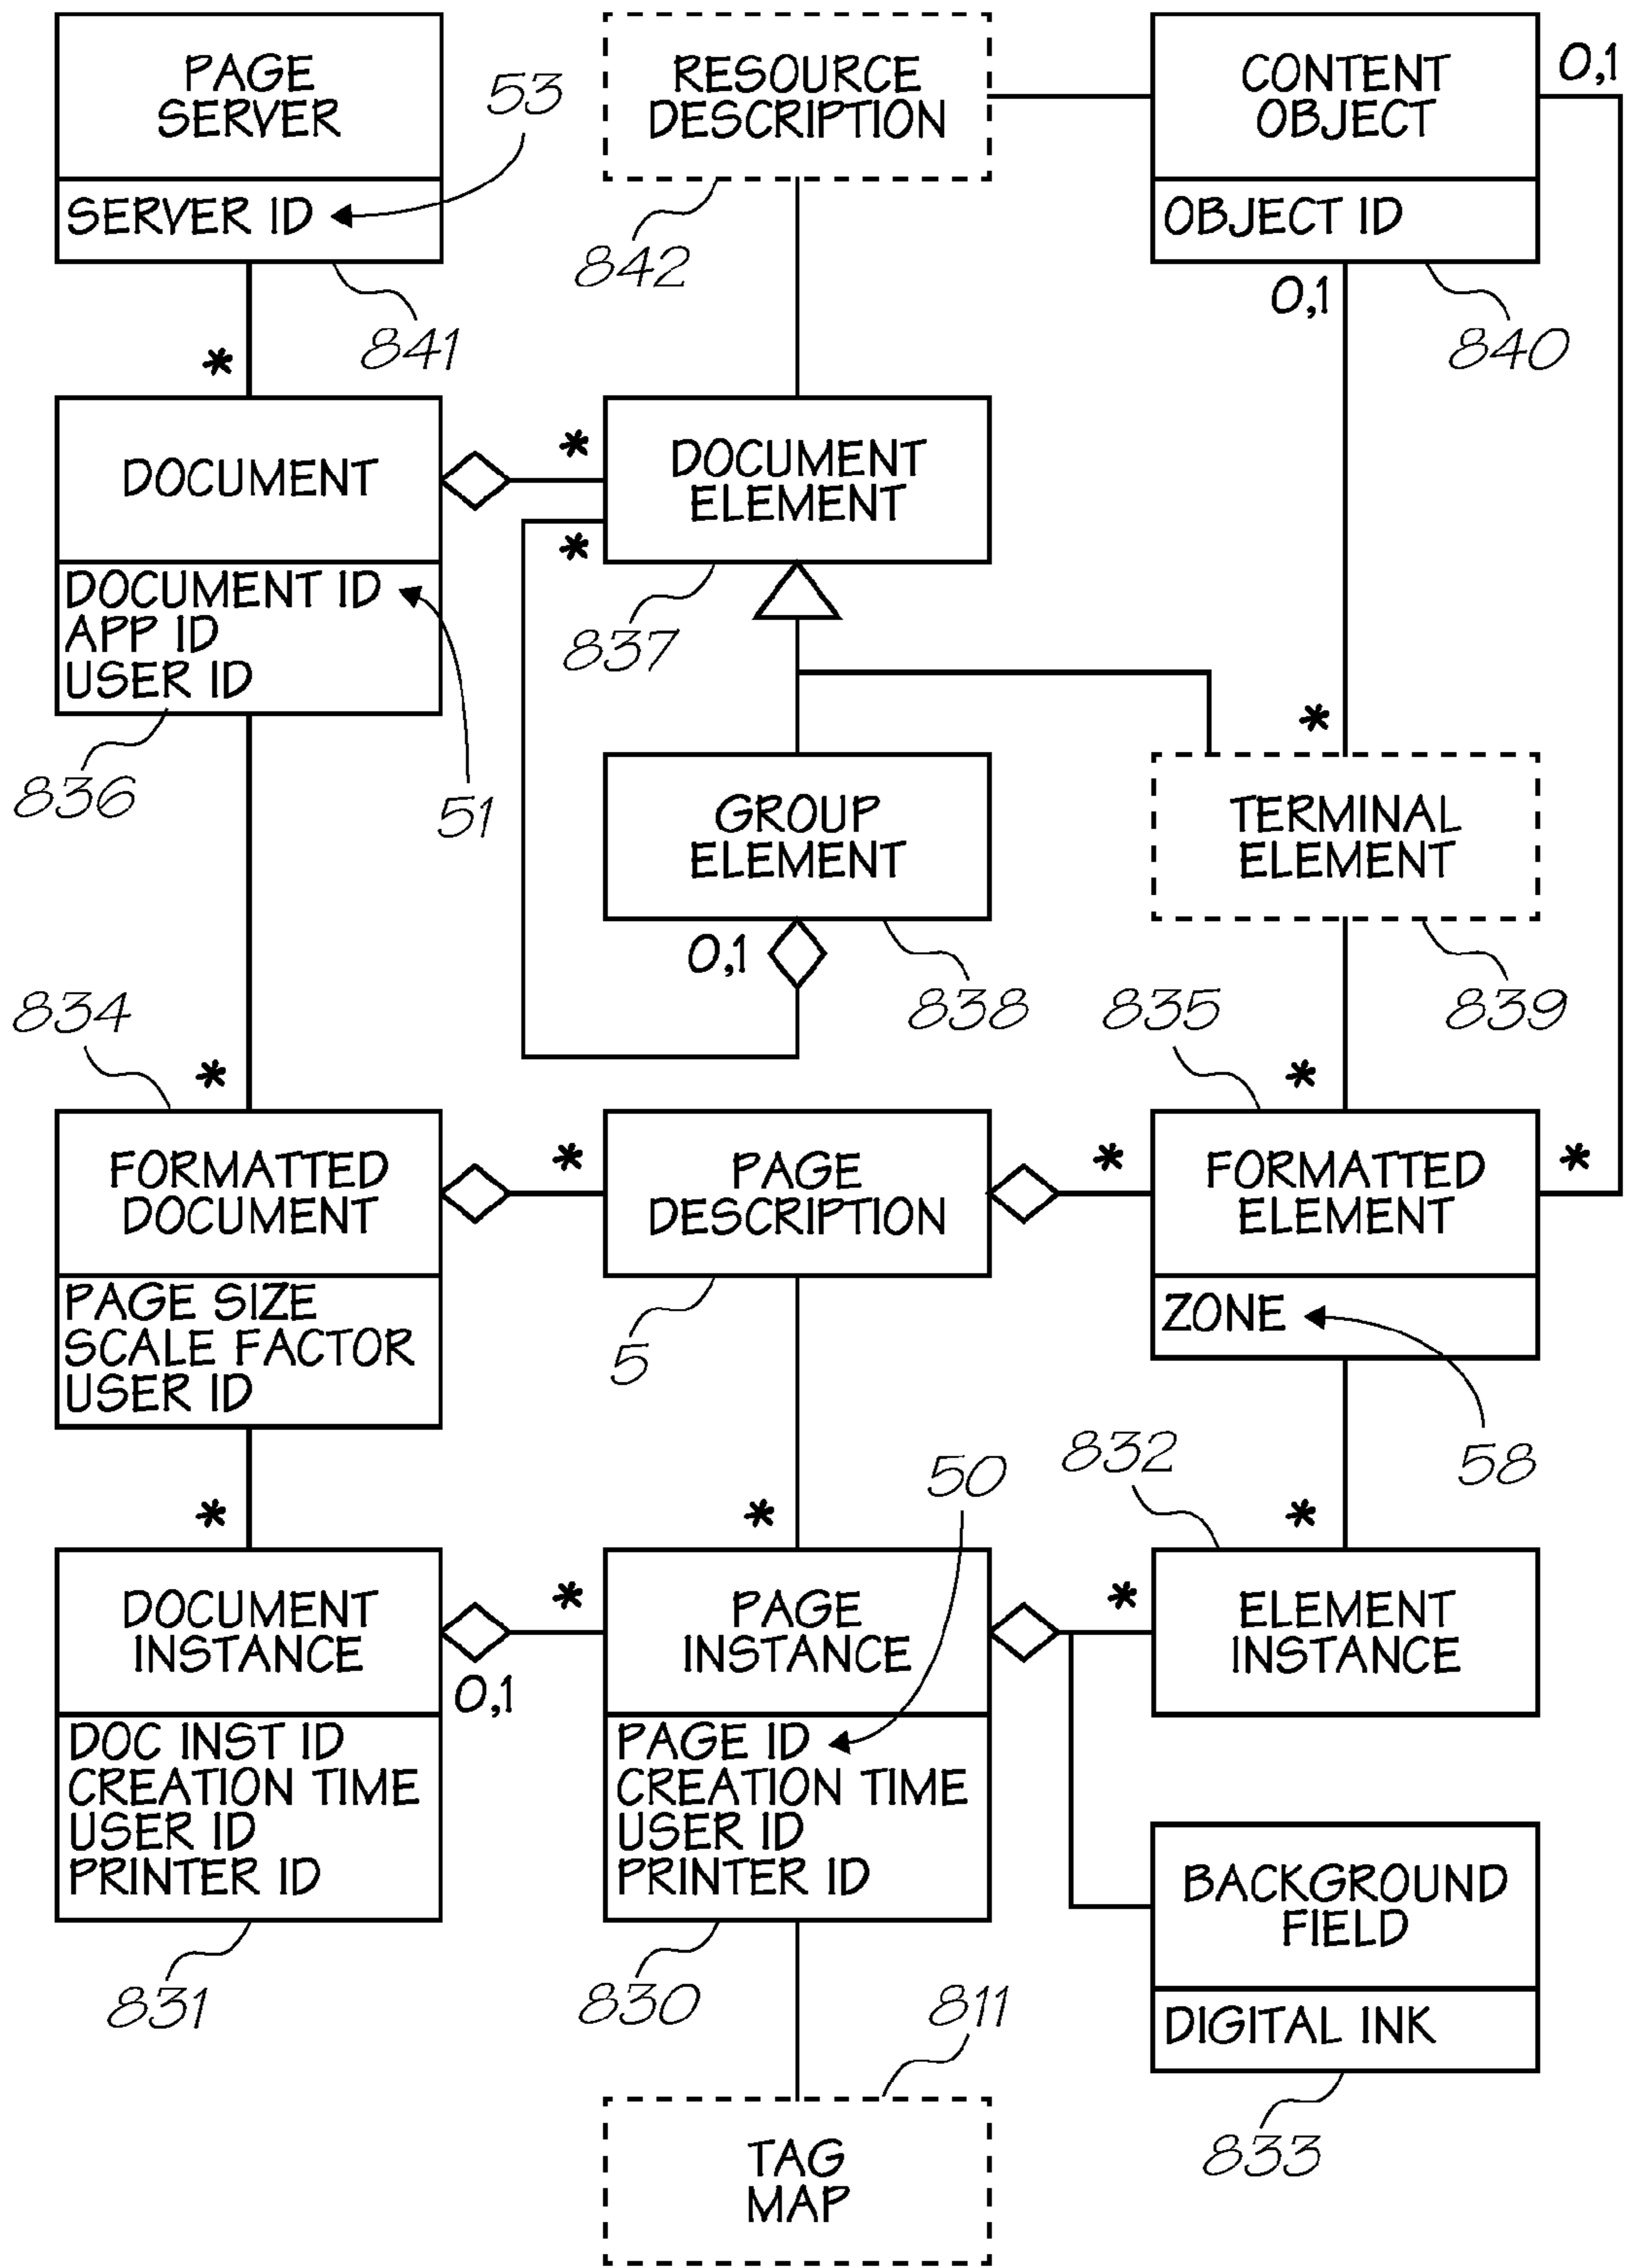 PAGE
SERVER
SERVER ID
53
841
RESOURCE
DESCRIPTION
842
CONTENT
OBJECT
OBJECT ID
0,1
0,1
840
*
DOCUMENT
DOCUMENT ID
APP ID
USER ID
836
51
*
*
DOCUMENT
ELEMENT
837
GROUP
ELEMENT
0,1
838
*
TERMINAL
ELEMENT
839
834
*
FORMATTED
DOCUMENT
PAGE SIZE
SCALE FACTOR
USER ID
*
PAGE
DESCRIPTION
5
835
*
*
FORMATTED
ELEMENT
*
ZONE
58
*
DOCUMENT
INSTANCE
0,1
DOC INST ID
CREATION TIME
USER ID
PRINTER ID
831
*
*
50
PAGE
INSTANCE
PAGE ID
CREATION TIME
USER ID
PRINTER ID
830
832
*
*
ELEMENT
INSTANCE
BACKGROUND
FIELD
DIGITAL INK
833
811
TAG
MAP